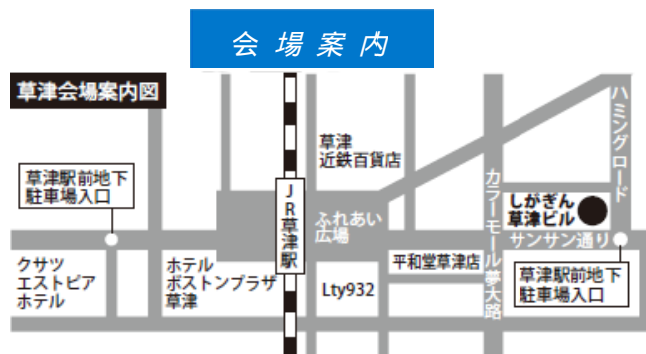 会場案内
草津会場案内図
草津
近鉄百貨店
ハミングロード
草津駅前地下
駐車場入口
JR草津駅
ふれあい
広場
カラーモール夢大路
しがぎん
草津ビル
サンサン通り
クサツ
エストピア
ホテル
ホテル
ボストンプラザ
草津
Lty932
平和堂草津店
草津駅前地下
駐車場入口